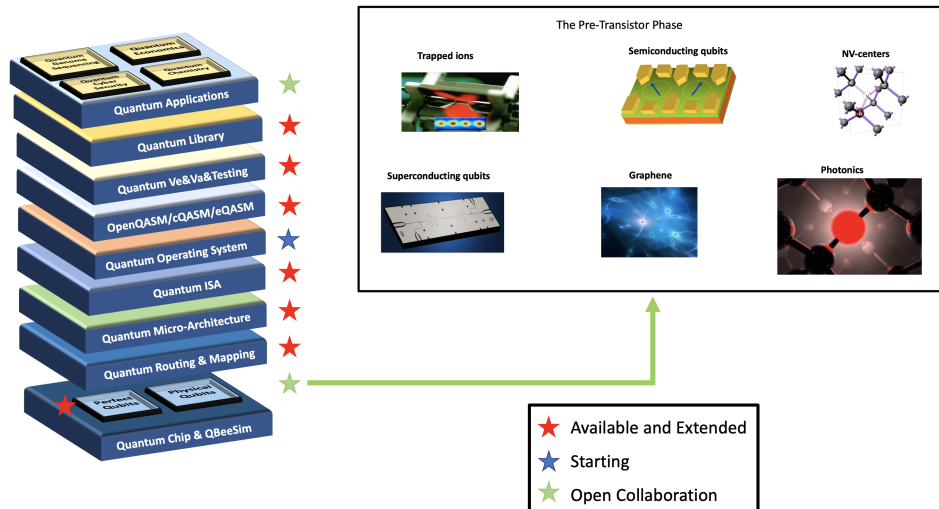 The Pre-Transistor Phase
Trapped ions
Semiconducting qubits
NV-centers
Superconducting qubits
Graphene
Photonics
Quantum
Genome
Sequencing
Quantum
Economics
Quantum
Cyber
Security
Quantum
Chemistry
Quantum Applications
Quantum Library
Quantum Ve&Va&Testing
OpenQASM/cQASM/eQASM
Quantum Operating System
Quantum ISA
Quantum Micro-Architecture
Quantum Routing & Mapping
Perfect
Qubits
Physical
Qubits
Quantum Chip & QBeeSim
Available and Extended
Starting
Open Collaboration